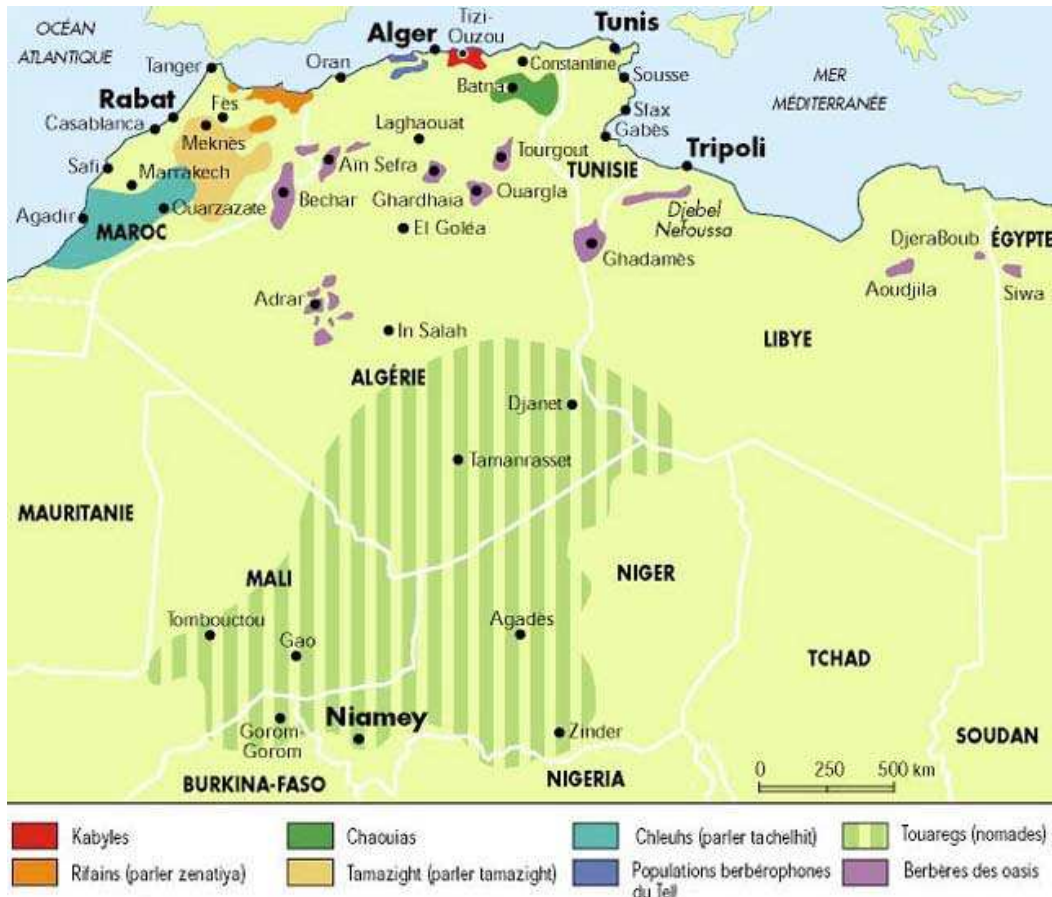 OCÉAN
ATLANTIQUE
Tanger
Rabat
Casablanca
Fès
Meknès
Safi
Marrakech
Agadir
Ouarzazate
MAROC
Oran
Alger
Tizi-
Ouzou
Constantine
Batna
Tunis
Sousse
Sfax
Gabès
TUNISIE
Tripoli
MER
MÉDITERRANÉE
Laghaouat
Aïn Sefra
Bechar
Ghardhaia
Tourgout
Ouargla
El Goléa
Djebel
Nefoussa
Ghadamès
DjeraBoub
ÉGYPTE
Aoudjila
Siwa
Adrar
In Salah
ALGÉRIE
LIBYE
Djanet
Tamanrasset
MAURITANIE
MALI
NIGER
Tombouctou
Gao
Agadès
TCHAD
Gorom-
Gorom
Niamey
Zinder
SOUDAN
BURKINA-FASO
NIGERIA
0 250 500 km
Kabyles
Chaouias
Chleuhs (parler tachelhit)
Touaregs (nomades)
Rifains (parler zenatiya)
Tamazight (parler tamazight)
Populations berbérophones
du Tell
Berbères des oasis